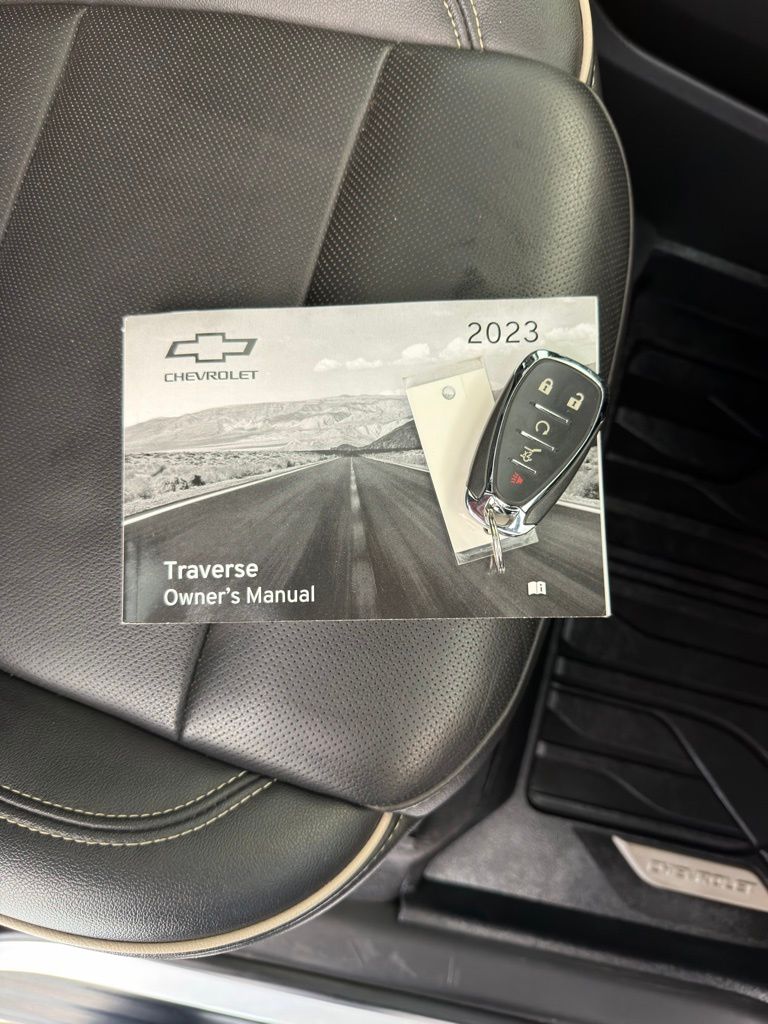 2023
CHEVROLET
Traverse
Owner's Manual
CHEVROLET